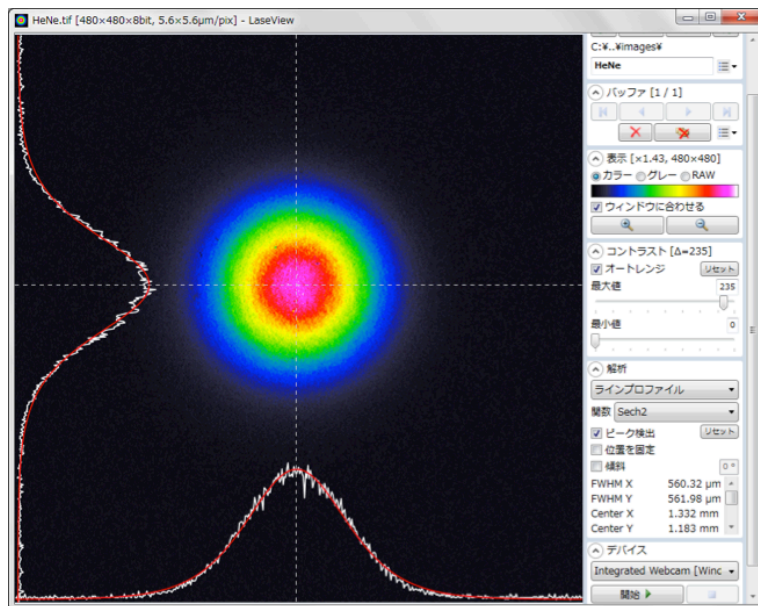 HeNe.tif [480×480×8bit, 5.6×5.6μm/pix] - LaseView
C:¥..¥images¥
HeNe
バッファ [1 / 1]
表示 [×1.43, 480×480]
カラー グレー RAW
ウィンドウに合わせる
コントラスト [Δ=235]
オートレンジ リセット
最大値 235
最小値 0
解析
ラインプロファイル
関数 Sech2
ピーク検出 リセット
位置を固定
傾斜 0 °
FWHM X 560.32 μm
FWHM Y 561.98 μm
Center X 1.332 mm
Center Y 1.183 mm
デバイス
Integrated Webcam [Winc
開始